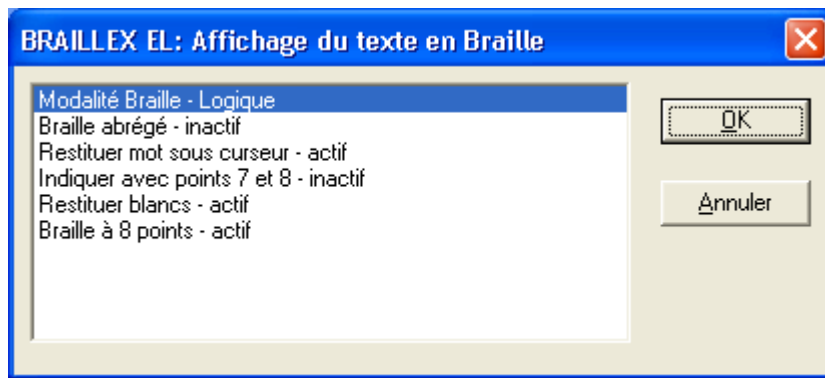 BRAILLEX EL: Affichage du texte en Braille
Modalité Braille - Logique
Braille abrégé - inactif
Restituer mot sous curseur - actif
Indiquer avec points 7 et 8 - inactif
Restituer blancs - actif
Braille à 8 points - actif
OK
Annuler